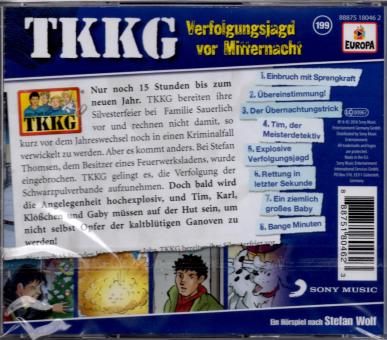 TKKG
Verfolgungsjagd
vor Mitternacht
199
88875 18046 2
EUROPA
TKKG
Nur noch 15 Stunden bis zum
neuen Jahr. TKKG bereiten ihre
Silvesterfeier bei Familie Sauerlich
vor und rechnen nicht damit, so
kurz vor dem Jahreswechsel noch in einen Kriminalfall
verwickelt zu werden. Aber es kommt anders. Bei Stefan
Thomsen, dem Besitzer eines Feuerwerksladens, wurde
eingebrochen. TKKG gelingt es, die Verfolgung der
Schwarzpulverbande aufzunehmen. Doch bald wird
die Angelegenheit hochexplosiv, und Tim, Karl,
Klößchen und Gaby müssen auf der Hut sein, um
nicht selbst Opfer der kaltblütigen Ganoven zu
werden!
1. Einbruch mit Sprengkraft
2. Übereinstimmung!
3. Der Übernachtungstrick
4. Tim, der
Meisterdetektiv
5. Explosive
Verfolgungsjagd
6. Rettung in
letzter Sekunde
7. Ein ziemlich
großes Baby
8. Bange Minuten
8 88751 80462 3
SONY MUSIC
Ein Hörspiel nach Stefan Wolf